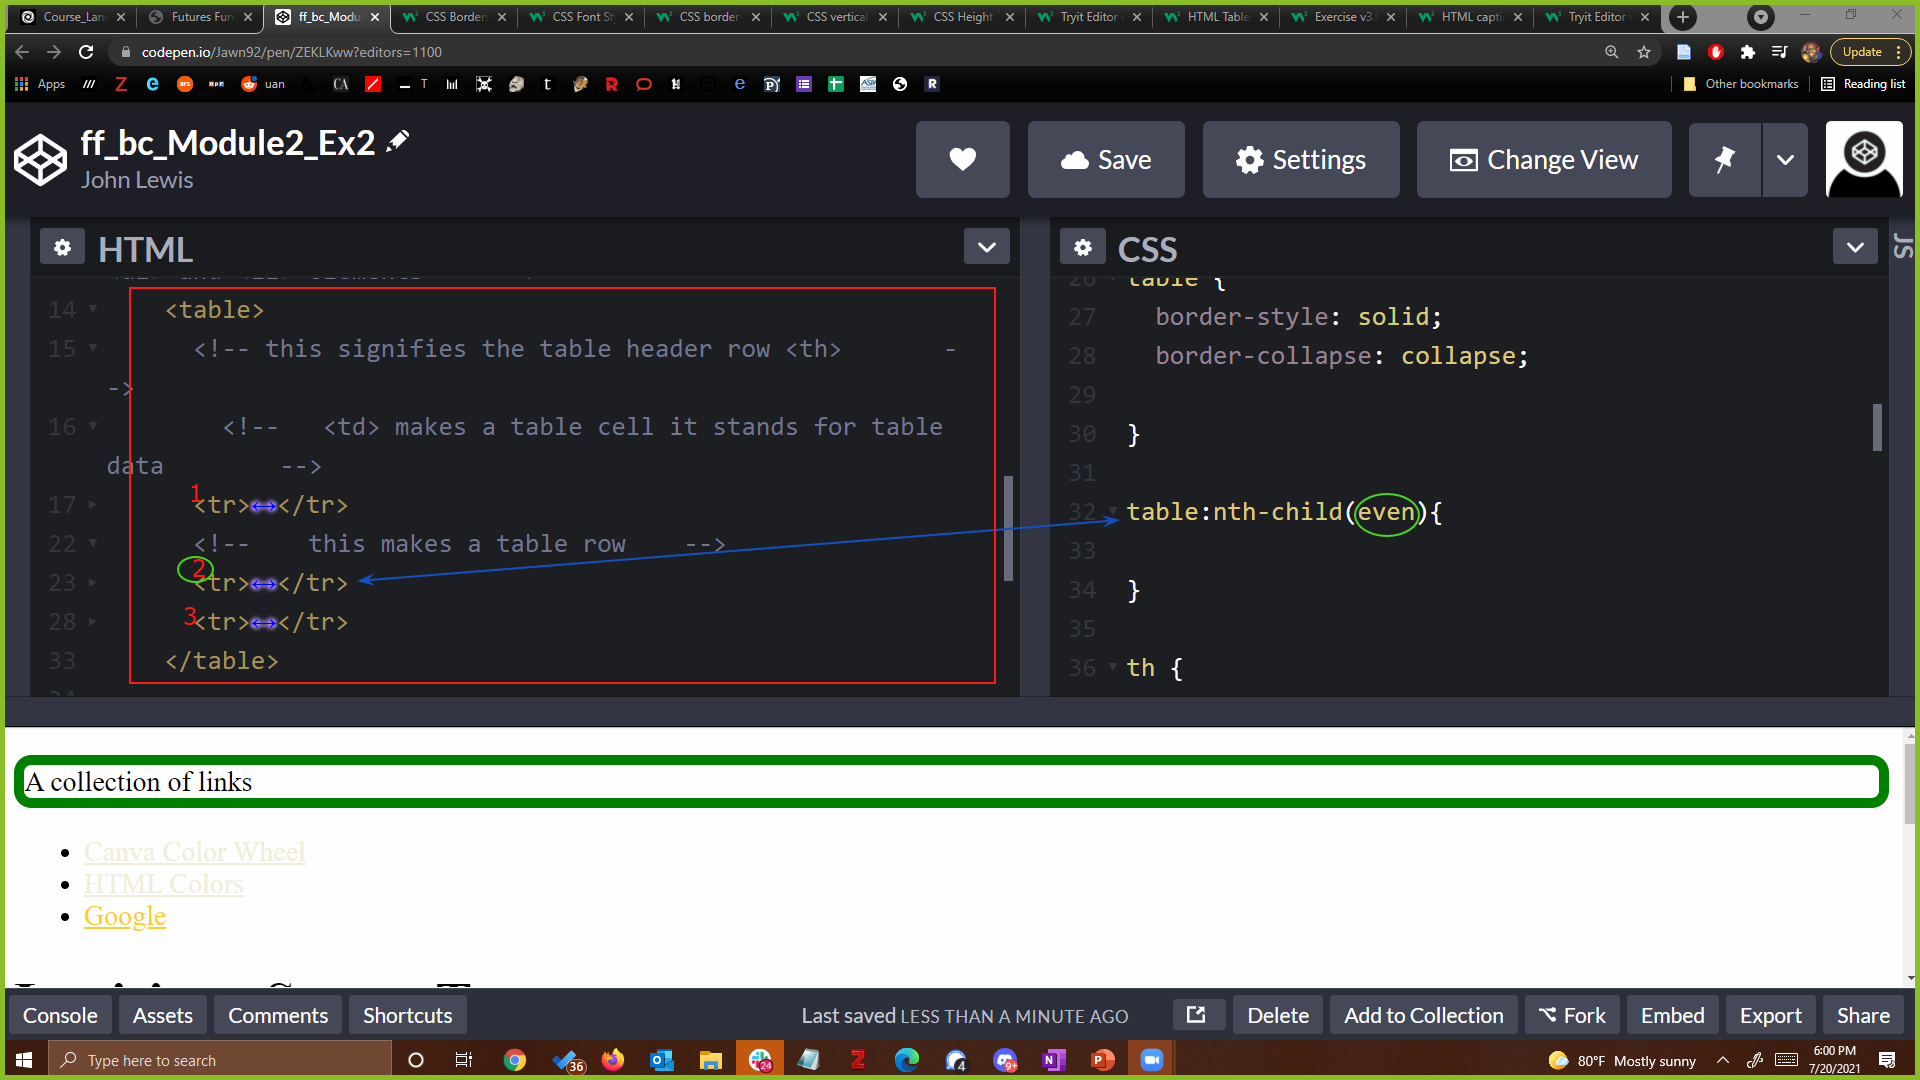 Course_Lan
Futures Fun
ff_bc_Modu
CSS Borders
CSS Font St
CSS border-
CSS vertical
CSS Height
Tryit Editor
HTML Table
Exercise v3.
HTML capti
Tryit Editor
codepen.io/Jawn92/pen/ZEKLKww?editors=1100
Update
Apps
uan
Other bookmarks
Reading list
ff_bc_Module2_Ex2
John Lewis
Save
Settings
Change View
HTML
14 <table>
15 <!-- this signifies the table header row <th> -
->
16 <!-- <td> makes a table cell it stands for table
data -->
1
17 <tr>↔</tr>
22 <!-- this makes a table row -->
2
23 <tr>↔</tr>
3
28 <tr>↔</tr>
33 </table>
CSS
JS
26 table {
27 border-style: solid;
28 border-collapse: collapse;
29
30 }
31
32 table:nth-child(even){
33
34 }
35
36 th {
A collection of links
Canva Color Wheel
HTML Colors
Google
Console
Assets
Comments
Shortcuts
Last saved LESS THAN A MINUTE AGO
Delete
Add to Collection
Fork
Embed
Export
Share
Type here to search
36
24
4
9+
80°F Mostly sunny
6:00 PM
7/20/2021